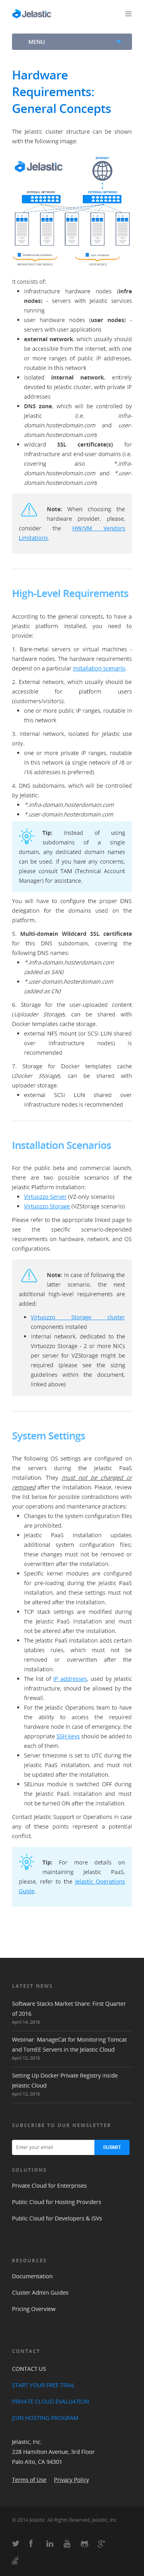 Jelastic
MENU
Hardware
Requirements:
General Concepts
The Jelastic cluster structure can be shown
with the following image:
Jelastic
INTERNET
INTERNAL NETWORK
EXTERNAL NETWORK
INTERNAL NETWORK
INFRASTRUCTURE NODES
USER NODES
It consists of:
• infrastructure hardware nodes (infra
nodes) - servers with Jelastic services
running
• user hardware nodes (user nodes) -
servers with user applications
• external network, which usually should
be accessible from the internet, with one
or more ranges of public IP addresses,
routable in this network
• isolated internal network, entirely
devoted to Jelastic cluster, with private IP
addresses
• DNS zone, which will be controlled by
Jelastic (i.e. infra-
domain.hosterdomain.com and user-
domain.hosterdomain.com)
• wildcard SSL certificate(s) for
infrastructure and end-user domains (i.e.
covering also *.infra-
domain.hosterdomain.com and *.user-
domain.hosterdomain.com)
Note: When choosing the
hardware provider, please,
consider the HW/VM Vendors
Limitations.
High-Level Requirements
According to the general concepts, to have
Jelastic platform installed, you need to
provide:
1. Bare-metal servers or virtual machines -
hardware nodes. The hardware requirements
depend on a particular installation scenario.
2. External network, which usually should be
accessible for platform users
(customers/visitors).
• one or more public IP ranges, routable in
this network
3. Internal network, isolated for Jelastic use
only.
• one or more private IP ranges, routable
in this network (a single network of /8 or
/16 addresses is preferred)
4. DNS subdomains, which will be controlled
by Jelastic:
• *.infra-domain.hosterdomain.com
• *.user-domain.hosterdomain.com
Tip: Instead of using
subdomains of a single
domain, any dedicated domain names
can be used. If you have any concerns,
please consult TAM (Technical Account
Manager) for assistance.
You will have to configure the proper DNS
delegation for the domains used on the
platform.
5. Multi-domain Wildcard SSL certificate
for this DNS subdomain, covering the
following DNS names:
• *.infra-domain.hosterdomain.com
(added as SAN)
• *.user-domain.hosterdomain.com
(added as CN)
6. Storage for the user-uploaded content
(Uploader Storage), can be shared with
Docker templates cache storage.
• external NFS mount (or SCSI LUN shared
over infrastructure nodes) is
recommended
7. Storage for Docker templates cache
(Docker Storage), can be shared with
uploader storage.
• external SCSI LUN shared over
infrastructure nodes is recommended
Installation Scenarios
For the public beta and commercial launch,
there are two possible scenarios of the
Jelastic Platform installation:
• Virtuozzo Server (VZ-only scenario)
• Virtuozzo Storage (VZStorage scenario)
Please refer to the appropriate linked page to
see the specific scenario-depended
requirements on hardware, network, and OS
configurations.
Note: In case of following the
latter scenario, the next
additional high-level requirements are
added:
• Virtuozzo Storage cluster
components installed
• internal network, dedicated to the
Virtuozzo Storage - 2 or more NICs
per server for VZStorage might be
required (please see the sizing
guidelines within the document,
linked above)
System Settings
The following OS settings are configured on
the servers during the Jelastic PaaS
installation. They must not be changed or
removed after the installation. Please, review
the list below for possible contradictions with
your operations and maintenance practices:
• Changes to the system configuration files
are prohibited.
• Jelastic PaaS installation updates
additional system configuration files;
these changes must not be removed or
overwritten after the installation.
• Specific kernel modules are configured
for pre-loading during the Jelastic PaaS
installation, and these settings must not
be altered after the installation.
• TCP stack settings are modified during
the Jelastic PaaS installation and must
not be altered after the installation.
• The Jelastic PaaS installation adds certain
iptables rules, which must not be
removed or overwritten after the
installation.
• The list of IP addresses, used by Jelastic
infrastructure, should be allowed by the
firewall.
• For the Jelastic Operations team to have
the ability to access the required
hardware node in case of emergency, the
appropriate SSH keys should be added to
each of them.
• Server timezone is set to UTC during the
Jelastic PaaS installation, and must not
be updated after the installation.
• SELinux module is switched OFF during
the Jelastic PaaS installation and must
not be turned ON after the installation.
Contact Jelastic Support or Operations in case
any of these points represent a potential
conflict.
Tip: For more details on
maintaining Jelastic PaaS,
please, refer to the Jelastic Operations
Guide.
LATEST NEWS
Software Stacks Market Share: First Quarter
of 2016
April 14, 2016
Webinar: ManageCat for Monitoring Tomcat
and TomEE Servers in the Jelastic Cloud
April 12, 2016
Setting Up Docker Private Registry inside
Jelastic Cloud
April 12, 2016
SUBSCRIBE TO OUR NEWSLETTER
Enter your email
SUBMIT
SOLUTIONS
Private Cloud for Enterprises
Public Cloud for Hosting Providers
Public Cloud for Developers & ISVs
RESOURCES
Documentation
Cluster Admin Guides
Pricing Overview
CONTACT
CONTACT US
START YOUR FREE TRIAL
PRIVATE CLOUD EVALUATION
JOIN HOSTING PROGRAM
Jelastic, Inc.
228 Hamilton Avenue, 3rd Floor
Palo Alto, CA 94301
Terms of Use Privacy Policy
© 2014 Jelastic. All Rights Reserved, Jelastic, Inc.